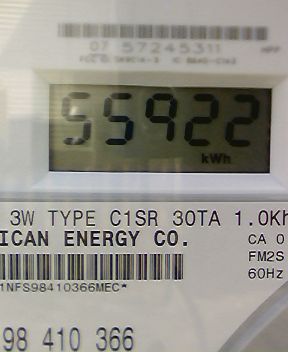 07 57245311
55922
kWh
3W TYPE C1SR 30TA 1.0Kh
ICAN ENERGY CO.
CA 0
FM2S
60Hz
1NFS98410366MEC*
98 410 366